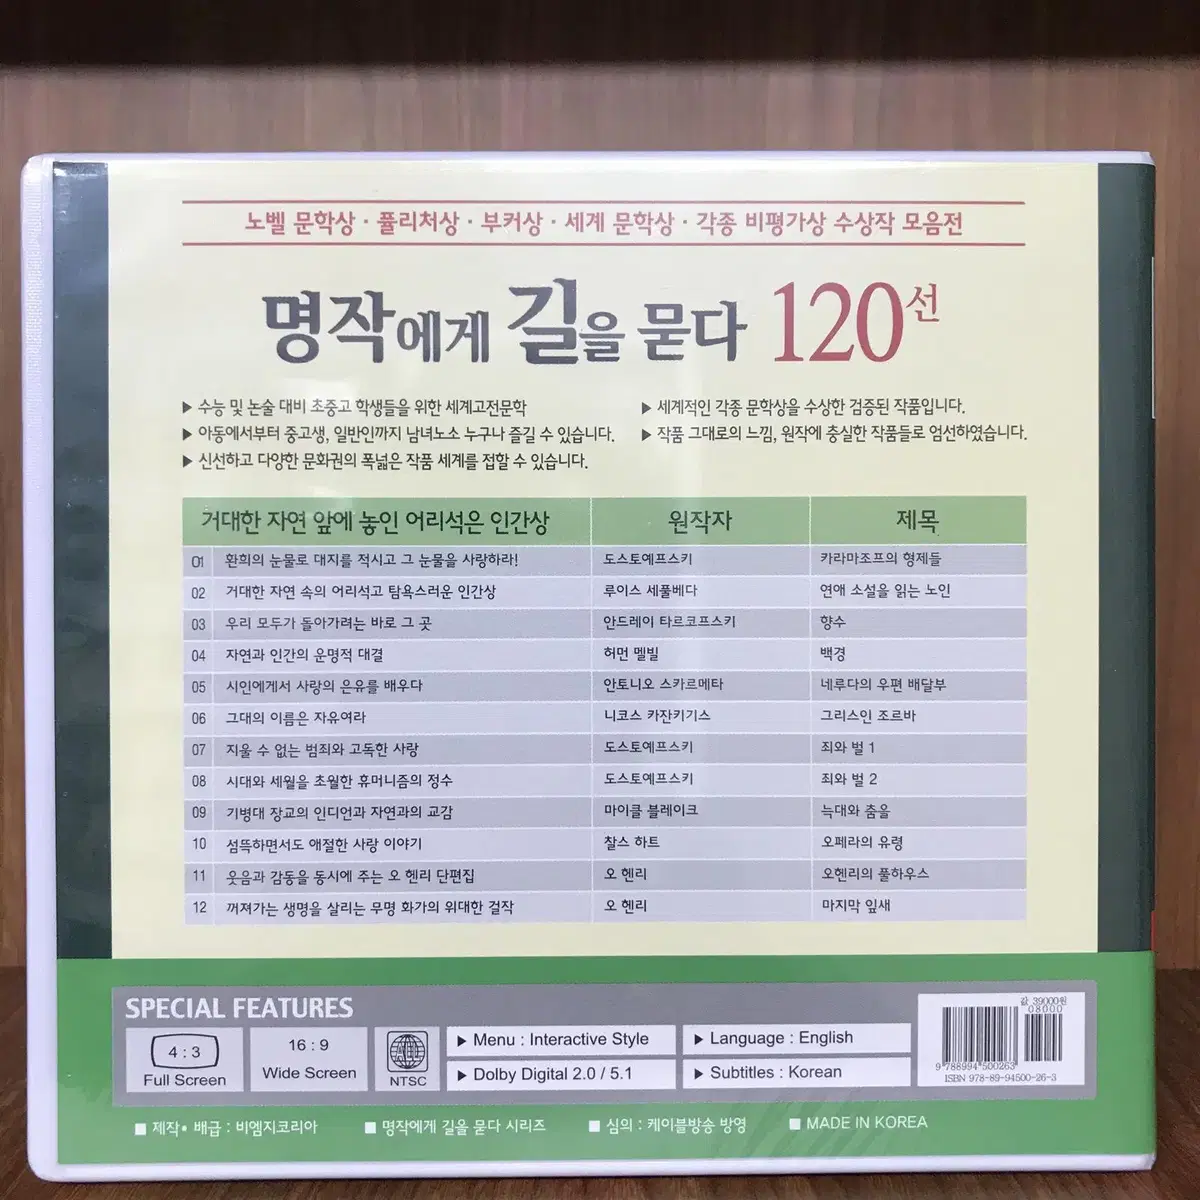 노벨 문학상 · 퓰리처상 · 부커상 · 세계 문학상 · 각종 비평가상 수상작 모음전
명작에게 길을 묻다 120선
▶ 수능 및 논술 대비 초중고 학생들을 위한 세계고전문학
▶ 아동에서부터 중고생, 일반인까지 남녀노소 누구나 즐길 수 있습니다.
▶ 신선하고 다양한 문화권의 폭넓은 작품 세계를 접할 수 있습니다.
▶ 세계적인 각종 문학상을 수상한 검증된 작품입니다.
▶ 작품 그대로의 느낌, 원작에 충실한 작품들로 엄선하였습니다.
거대한 자연 앞에 놓인 어리석은 인간상 원작자 제목
01 환희의 눈물로 대지를 적시고 그 눈물을 사랑하라! 도스토예프스키 카라마조프의 형제들
02 거대한 자연 속의 어리석고 탐욕스러운 인간상 루이스 세풀베다 연애 소설을 읽는 노인
03 우리 모두가 돌아가려는 바로 그 곳 안드레이 타르코프스키 향수
04 자연과 인간의 운명적 대결 허먼 멜빌 백경
05 시인에게서 사랑의 은유를 배우다 안토니오 스카르메타 네루다의 우편 배달부
06 그대의 이름은 자유여라 니코스 카잔키기스 그리스인 조르바
07 지울 수 없는 범죄와 고독한 사랑 도스토예프스키 죄와 벌 1
08 시대와 세월을 초월한 휴머니즘의 정수 도스토예프스키 죄와 벌 2
09 기병대 장교의 인디언과 자연과의 교감 마이클 블레이크 늑대와 춤을
10 섬뜩하면서도 애절한 사랑 이야기 찰스 하트 오페라의 유령
11 웃음과 감동을 동시에 주는 오 헨리 단편집 오 헨리 오헨리의 풀하우스
12 꺼져가는 생명을 살리는 무명 화가의 위대한 걸작 오 헨리 마지막 잎새
SPECIAL FEATURES
4 : 3
Full Screen
16 : 9
Wide Screen
NTSC
▶ Menu : Interactive Style
▶ Dolby Digital 2.0 / 5.1
▶ Language : English
▶ Subtitles : Korean
값 39000원
08000
9 788994 500263
ISBN 978-89-94500-26-3
■ 제작 • 배급 : 비엠지코리아 ■ 명작에게 길을 묻다 시리즈 ■ 심의 : 케이블방송 방영 ■ MADE IN KOREA